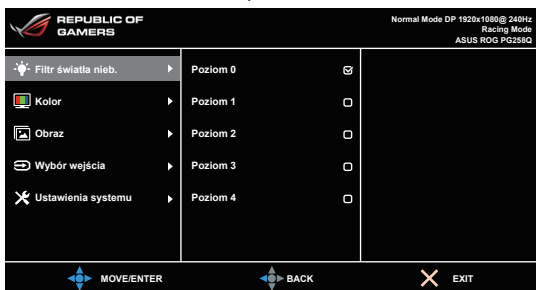 REPUBLIC OF
GAMERS
Normal Mode DP 1920x1080@ 240Hz
Racing Mode
ASUS ROG PG258Q
Filtr światła nieb.
Poziom 0
Kolor
Poziom 1
Obraz
Poziom 2
Wybór wejścia
Poziom 3
Ustawienia systemu
Poziom 4
MOVE/ENTER
BACK
EXIT